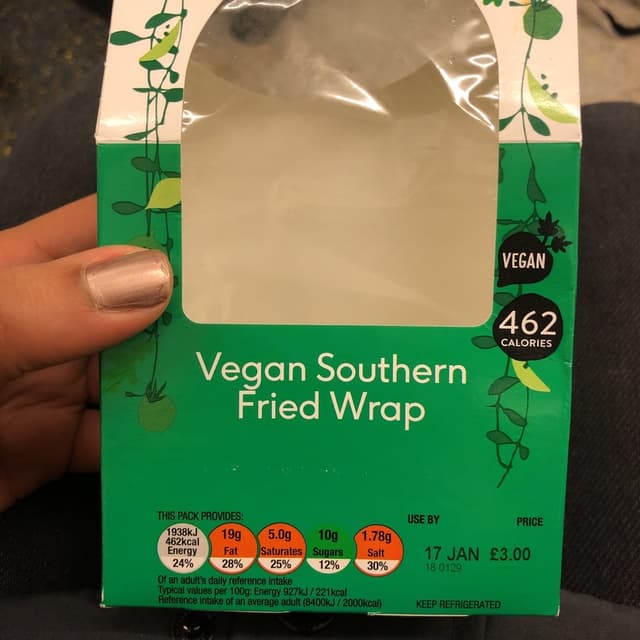 VEGAN
462
CALORIES
Vegan Southern
Fried Wrap
THIS PACK PROVIDES:
1938kJ
462kcal
Energy
24%
19g
Fat
28%
5.0g
Saturates
25%
10g
Sugars
12%
1.78g
Salt
30%
Of an adult's daily reference intake
Typical values per 100g: Energy 927kJ / 221kcal
Reference intake of an average adult (8400kJ / 2000kcal)
USE BY
PRICE
17 JAN £3.00
18 0129
KEEP REFRIGERATED